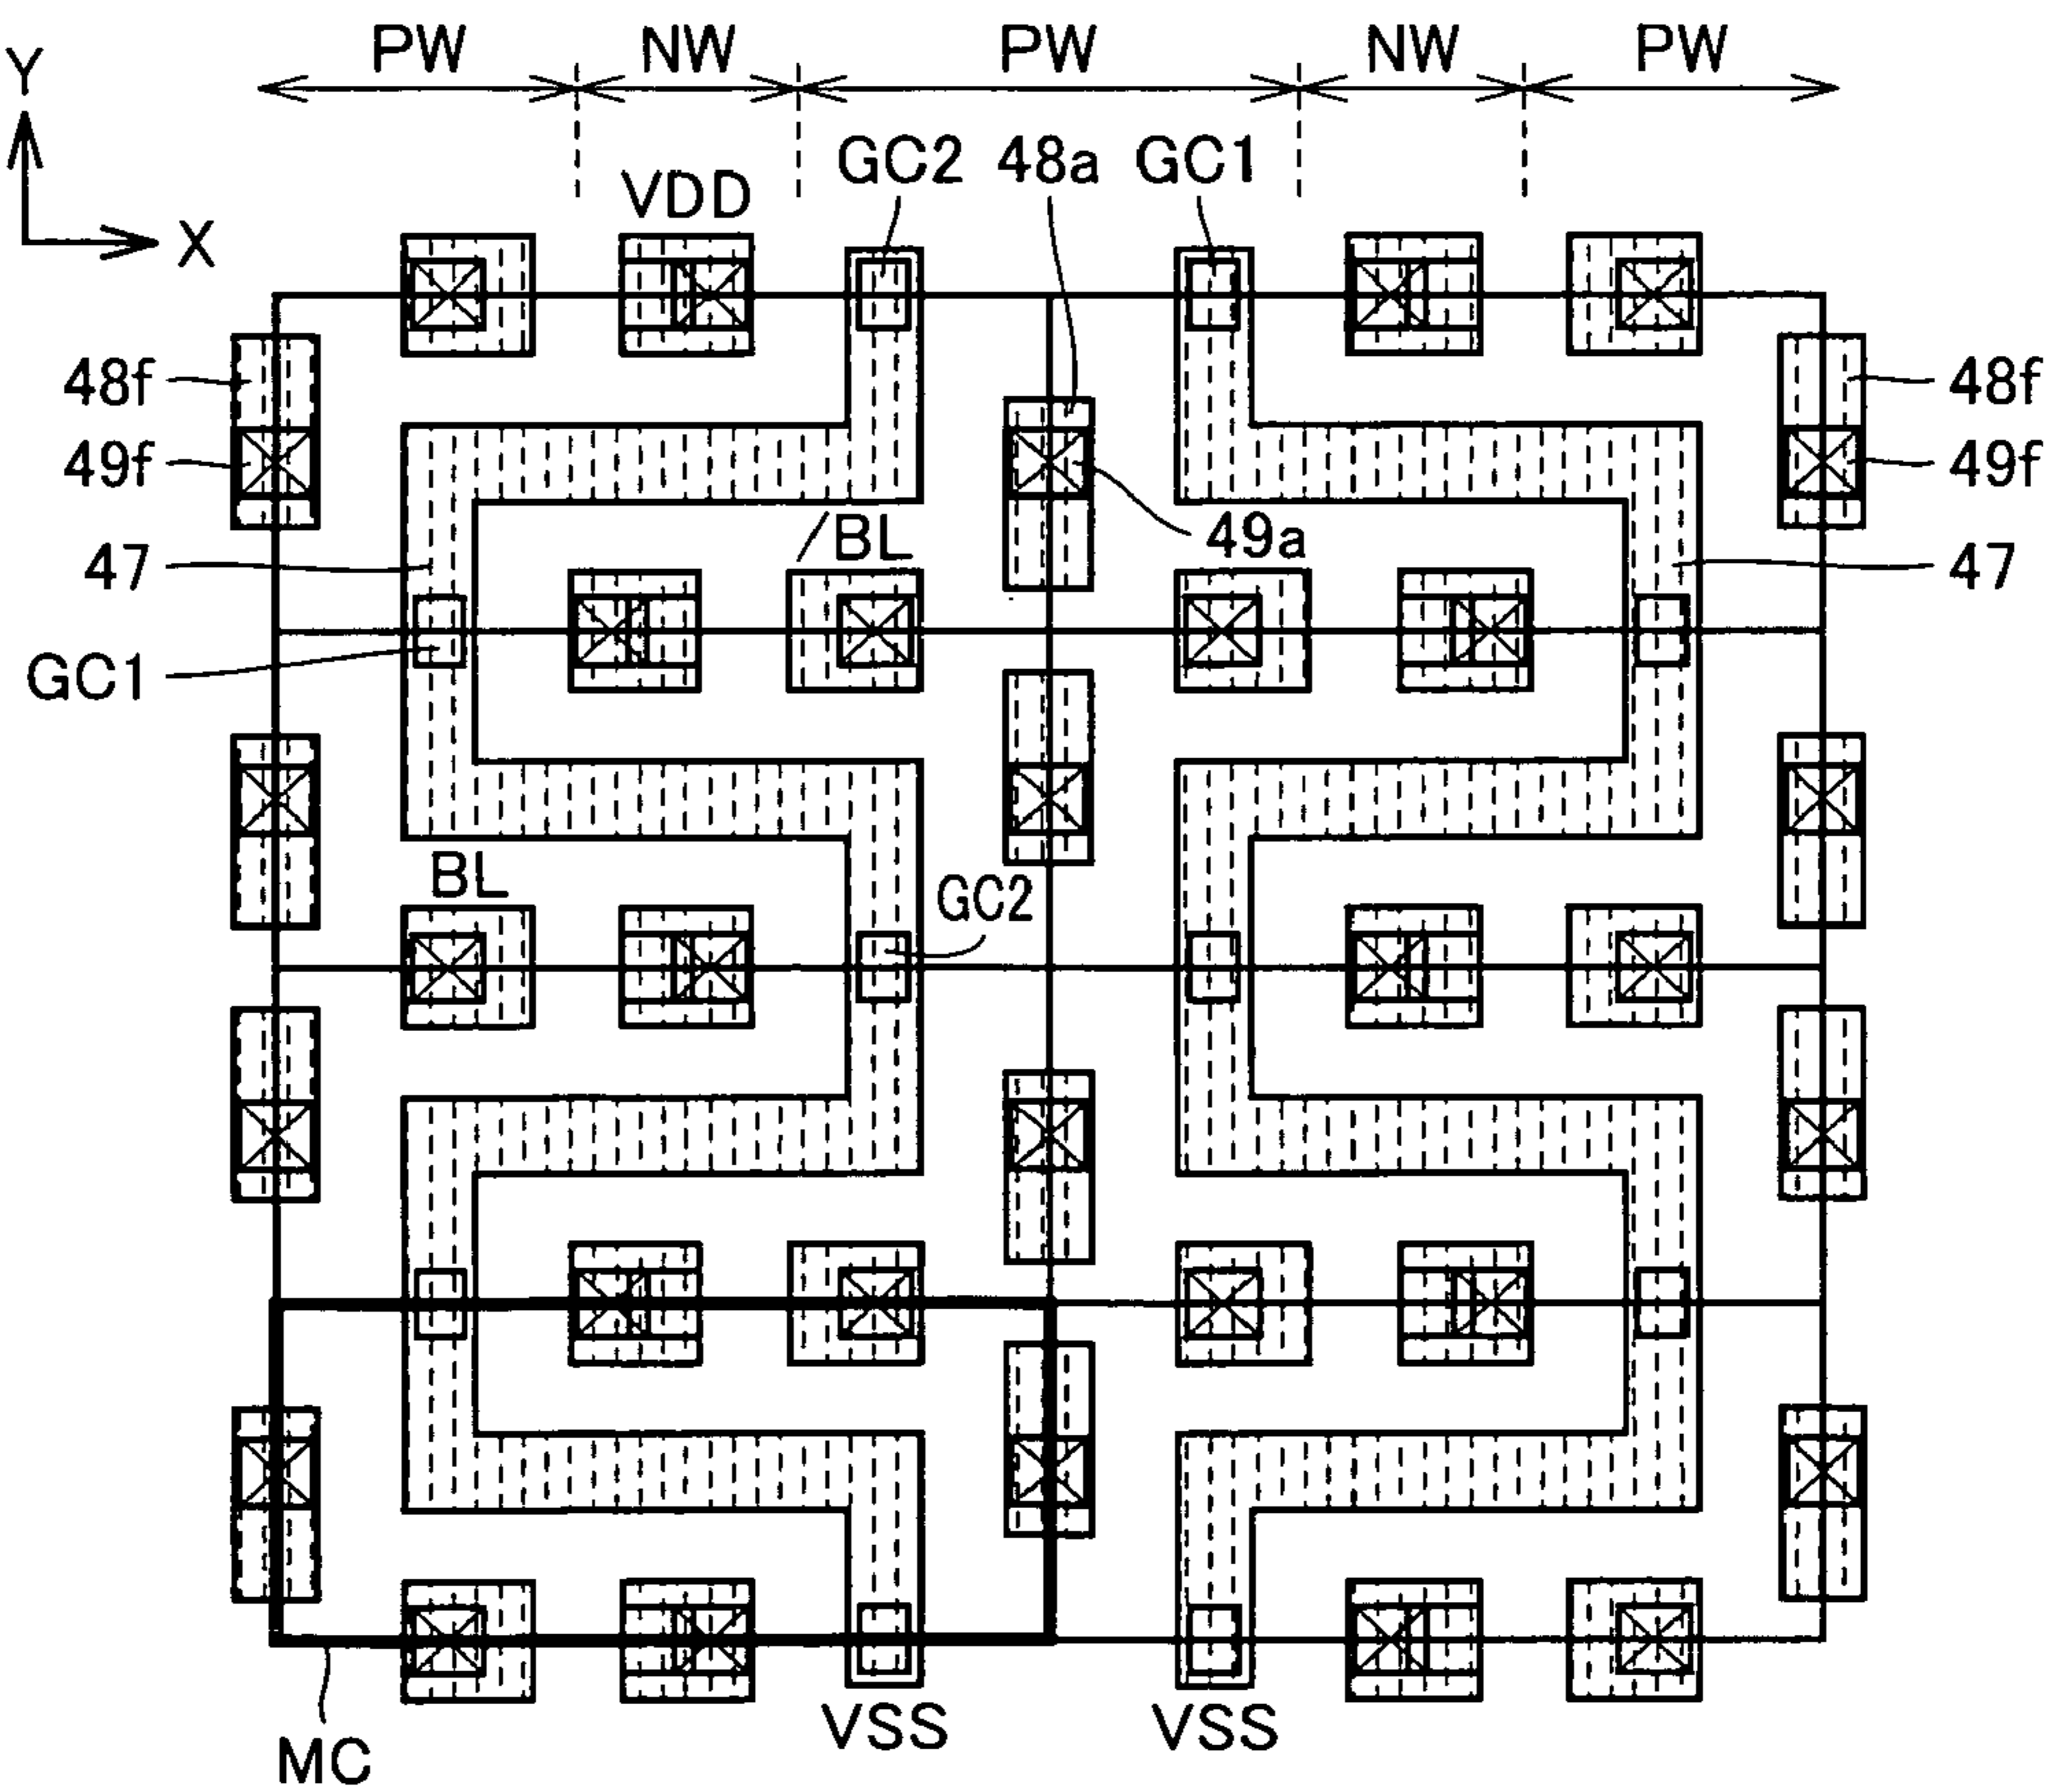 PW NW PW NW PW
Y
GC2 48a GC1
VDD
X
48f 48f
49f 49f
/BL 49a
47 47
GC1
BL
GC2
VSS VSS
MC